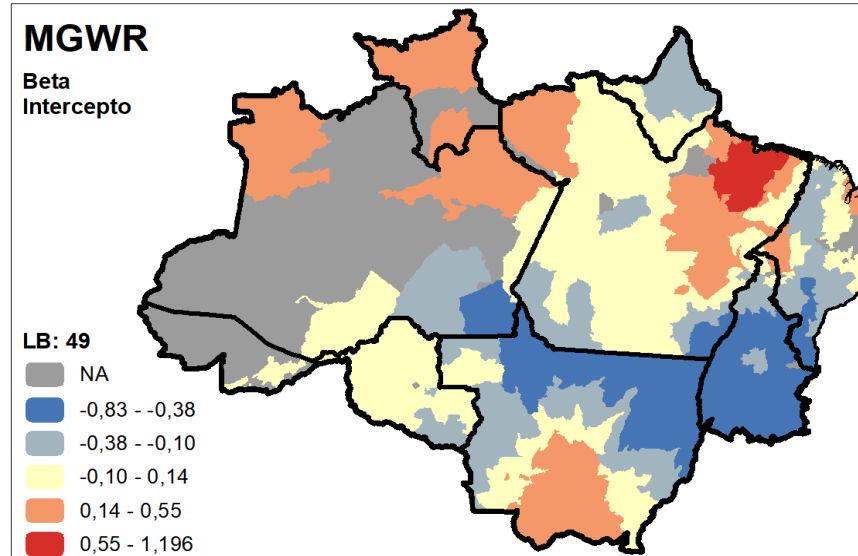 MGWR
Beta
Intercepto
LB: 49
NA
-0,83 - -0,38
-0,38 - -0,10
-0,10 - 0,14
0,14 - 0,55
0,55 - 1,196